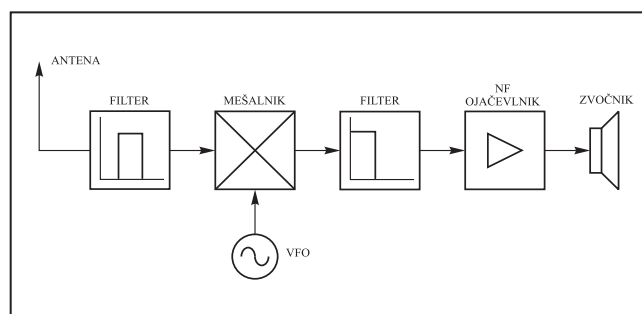 ANTENA
FILTER
MEŠALNIK
FILTER
NF
OJAČEVLNIK
ZVOČNIK
VFO